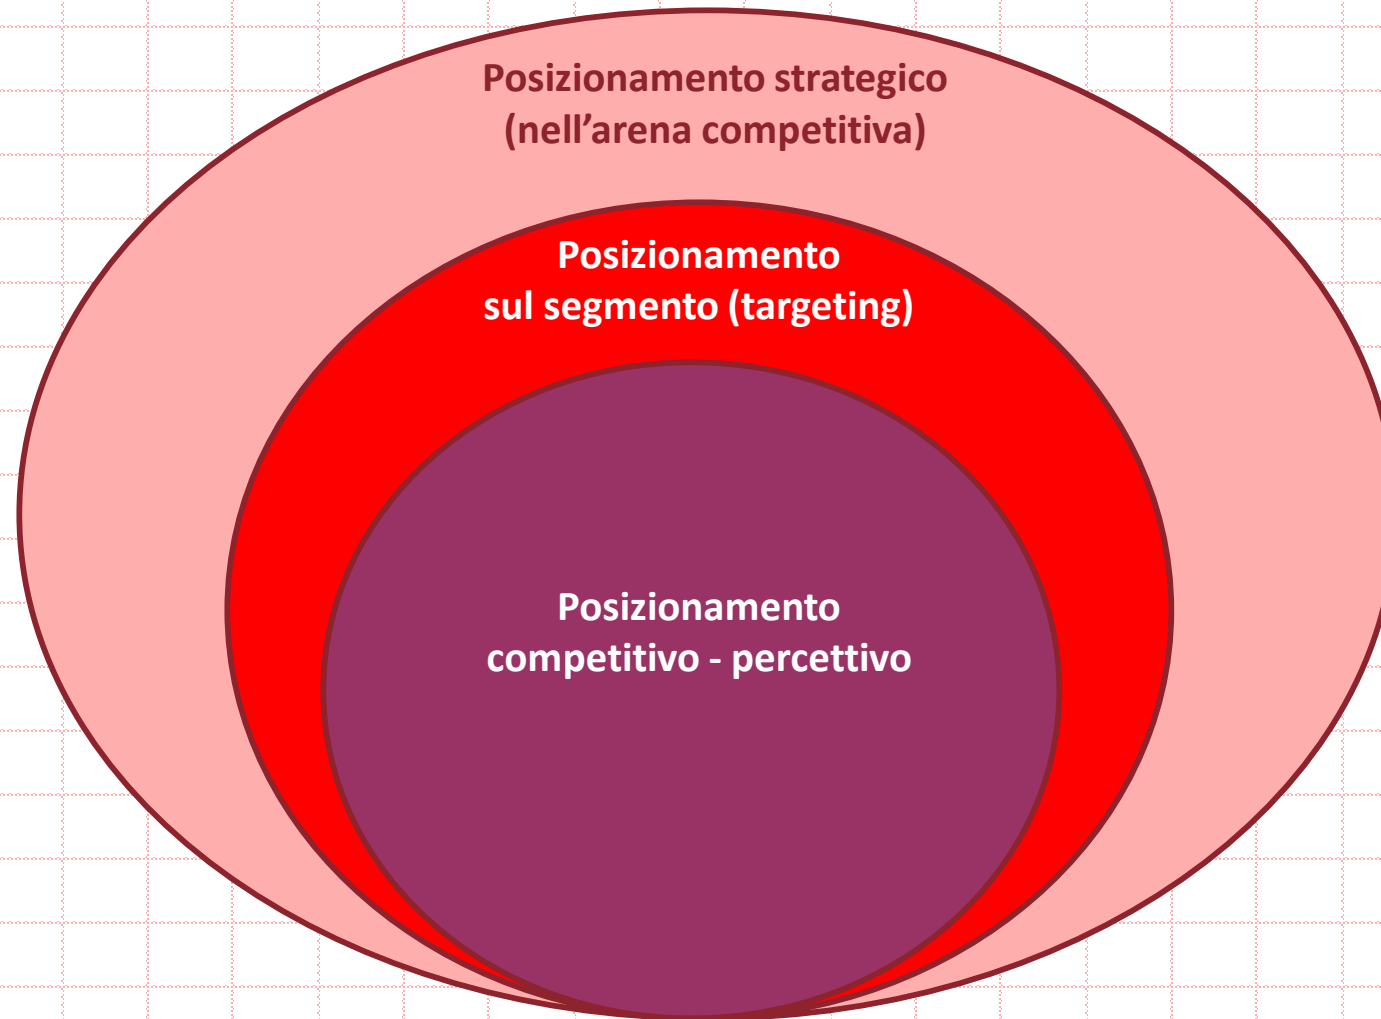 Posizionamento strategico
(nell’arena competitiva)
Posizionamento
sul segmento (targeting)
Posizionamento
competitivo - percettivo